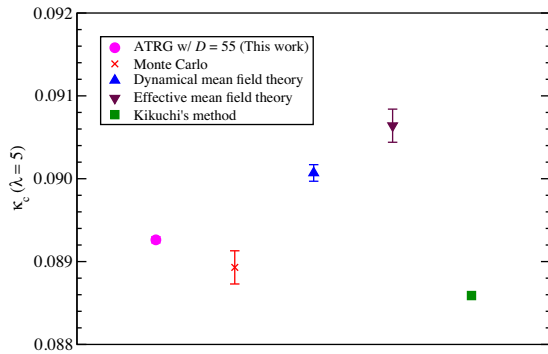 0.092
0.091
0.090
0.089
0.088
κc (λ = 5)
ATRG w/ D = 55 (This work)
Monte Carlo
Dynamical mean field theory
Effective mean field theory
Kikuchi's method